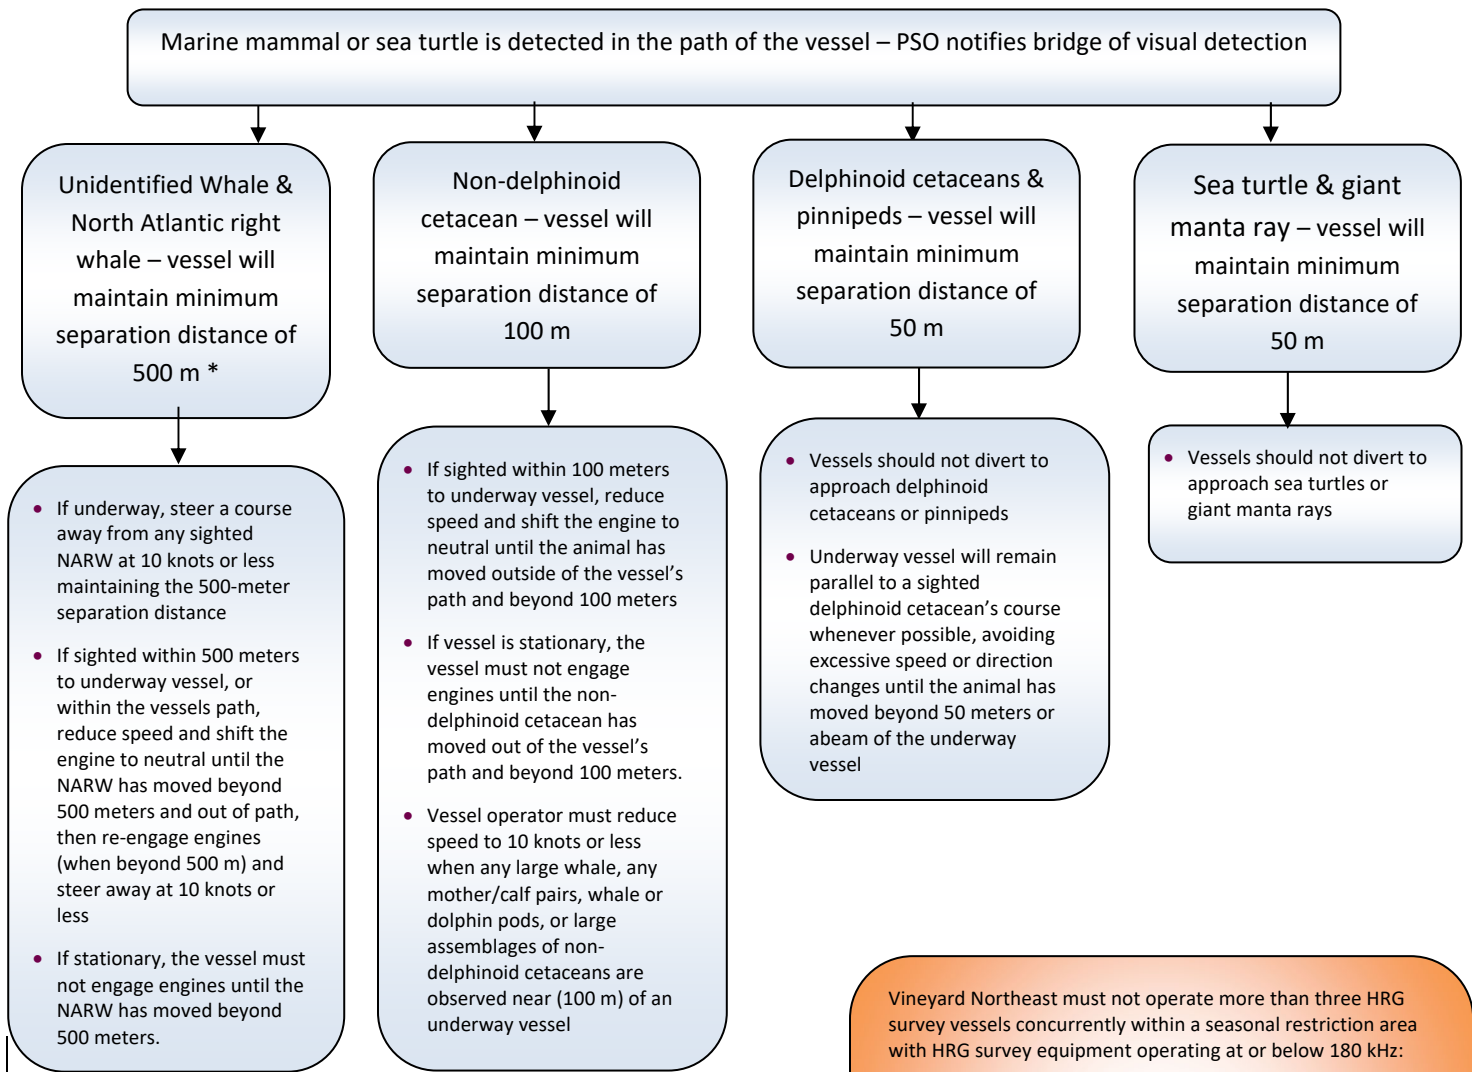 Marine mammal or sea turtle is detected in the path of the vessel – PSO notifies bridge of visual detection
Unidentified Whale &
North Atlantic right
whale – vessel will
maintain minimum
separation distance of
500 m *
Non-delphinoid
cetacean – vessel will
maintain minimum
separation distance of
100 m
Delphinoid cetaceans &
pinnipeds – vessel will
maintain minimum
separation distance of
50 m
Sea turtle & giant
manta ray – vessel will
maintain minimum
separation distance of
50 m
• If underway, steer a course
away from any sighted
NARW at 10 knots or less
maintaining the 500-meter
separation distance
• If sighted within 500 meters
to underway vessel, or
within the vessels path,
reduce speed and shift the
engine to neutral until the
NARW has moved beyond
500 meters and out of path,
then re-engage engines
(when beyond 500 m) and
steer away at 10 knots or
less
• If stationary, the vessel must
not engage engines until the
NARW has moved beyond
500 meters.
• If sighted within 100 meters
to underway vessel, reduce
speed and shift the engine to
neutral until the animal has
moved outside of the vessel's
path and beyond 100 meters
• If vessel is stationary, the
vessel must not engage
engines until the non-
delphinoid cetacean has
moved out of the vessel's
path and beyond 100 meters.
• Vessel operator must reduce
speed to 10 knots or less
when any large whale, any
mother/calf pairs, whale or
dolphin pods, or large
assemblages of non-
delphinoid cetaceans are
observed near (100 m) of an
underway vessel
• Vessels should not divert to
approach delphinoid
cetaceans or pinnipeds
• Underway vessel will remain
parallel to a sighted
delphinoid cetacean's course
whenever possible, avoiding
excessive speed or direction
changes until the animal has
moved beyond 50 meters or
abeam of the underway
vessel
• Vessels should not divert to
approach sea turtles or
giant manta rays
Vineyard Northeast must not operate more than three HRG
survey vessels concurrently within a seasonal restriction area
with HRG survey equipment operating at or below 180 kHz: